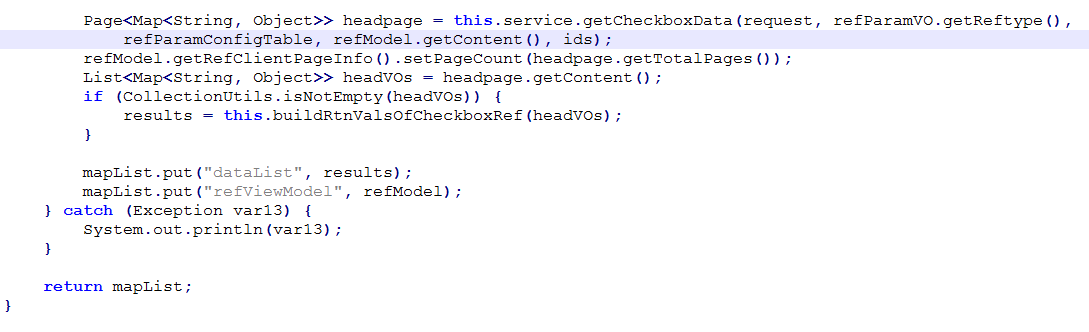 Page<Map<String, Object>> headpage = this.service.getCheckboxData(request, refParamVO.getReftype(),
refParamConfigTable, refModel.getContent(), ids);
refModel.getRefClientPageInfo().setPageCount(headpage.getTotalPages());
List<Map<String, Object>> headVOs = headpage.getContent();
if (CollectionUtils.isNotEmpty(headVOs)) {
results = this.buildRtnValsOfCheckboxRef(headVOs);
}
mapList.put("dataList", results);
mapList.put("refViewModel", refModel);
} catch (Exception var13) {
System.out.println(var13);
}
return mapList;
}